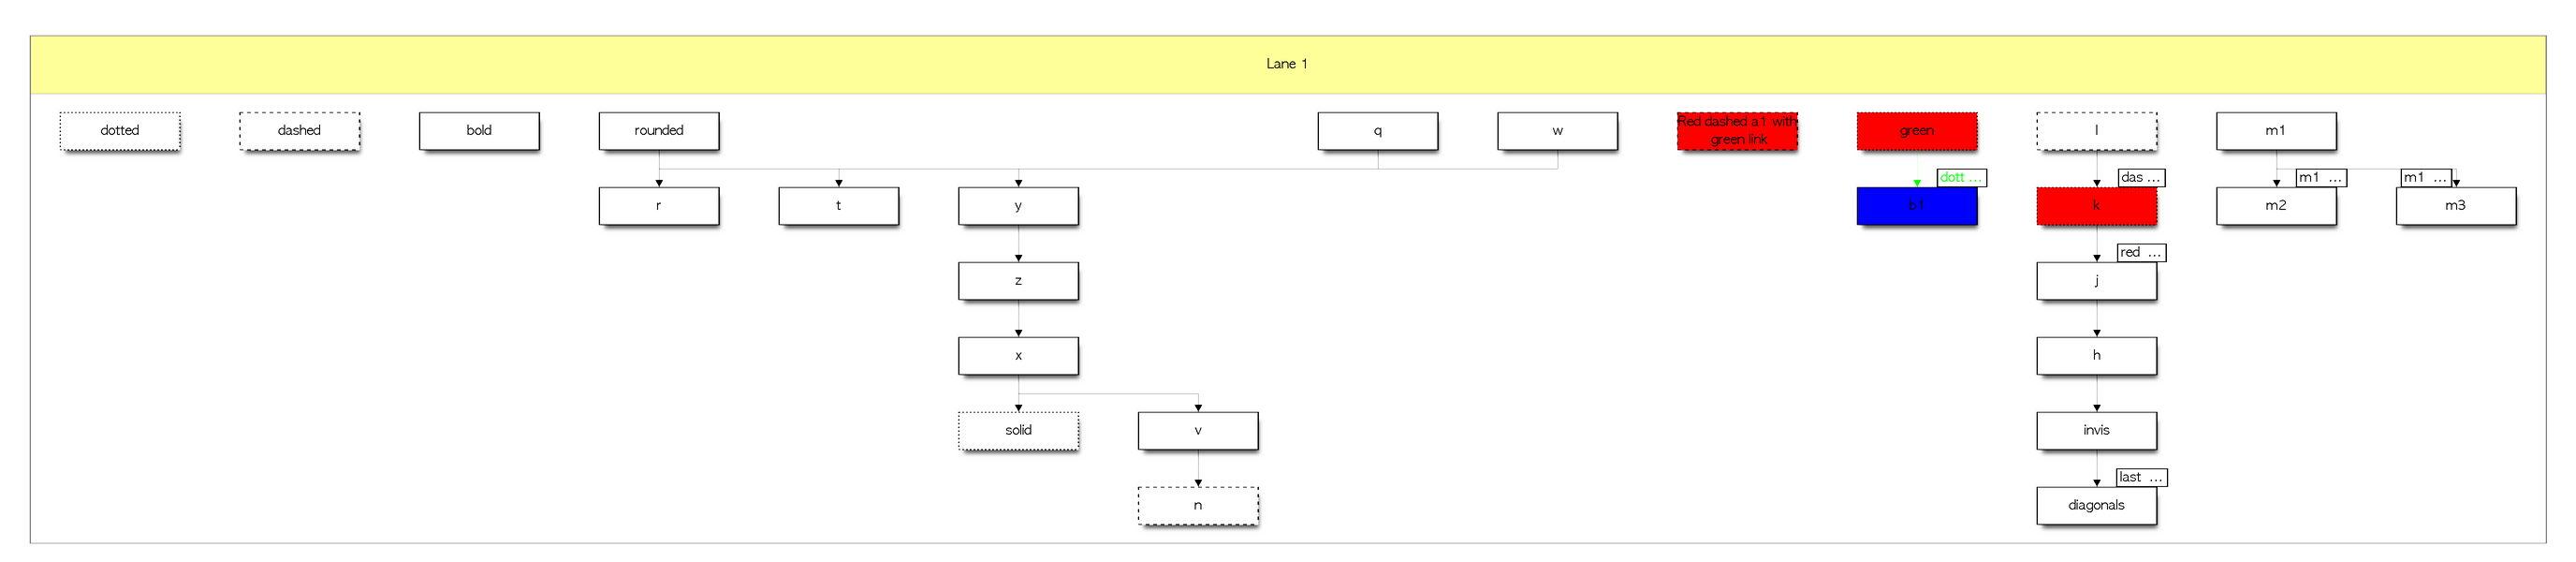 Lane 1
dotted
dashed
bold
rounded
q
w
Red dashed a1 with
green link
green
l
m1
dott ...
das ...
m1 ...
m1 ...
r
t
y
b1
k
m2
m3
red ...
z
j
x
h
solid
v
invis
last ...
n
diagonals